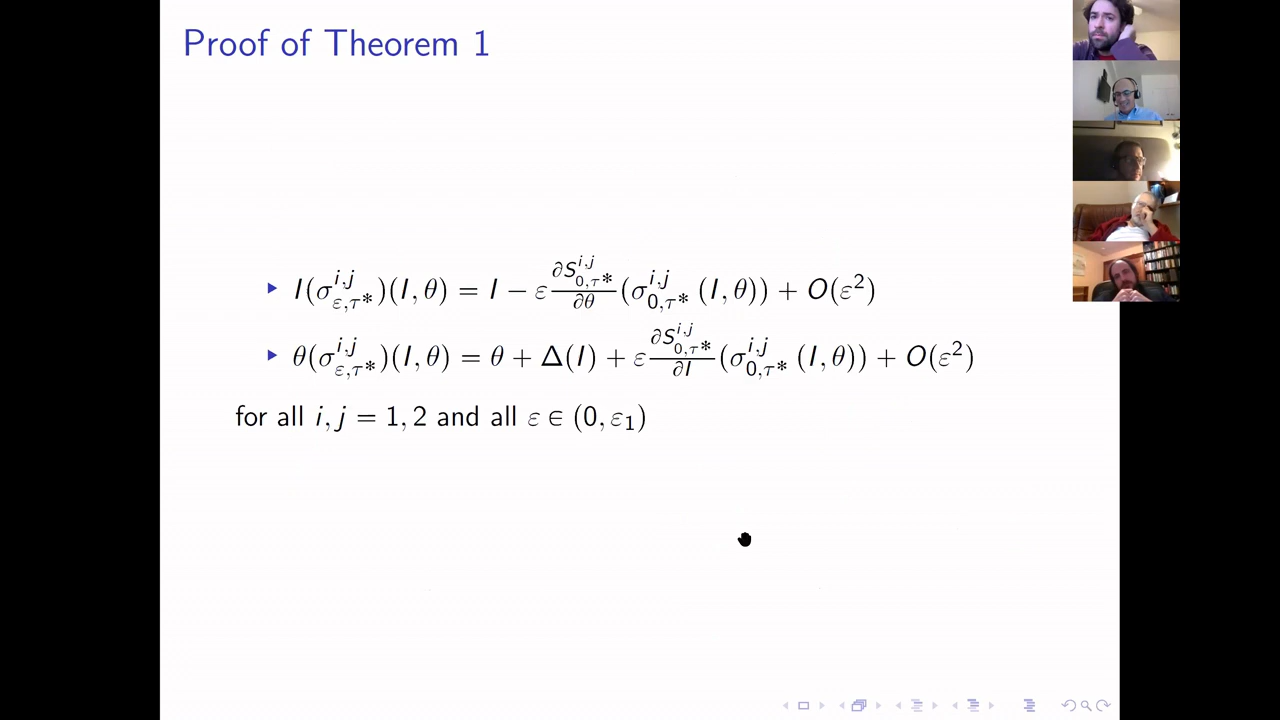 Proof of Theorem 1
▶ I(σ^{i,j}_{ε,τ*})(I, θ) = I − ε ∂S^{i,j}_{0,τ*}/∂θ (σ^{i,j}_{0,τ*} (I, θ)) + O(ε²)
▶ θ(σ^{i,j}_{ε,τ*})(I, θ) = θ + Δ(I) + ε ∂S^{i,j}_{0,τ*}/∂I (σ^{i,j}_{0,τ*} (I, θ)) + O(ε²)
for all i, j = 1, 2 and all ε ∈ (0, ε₁)